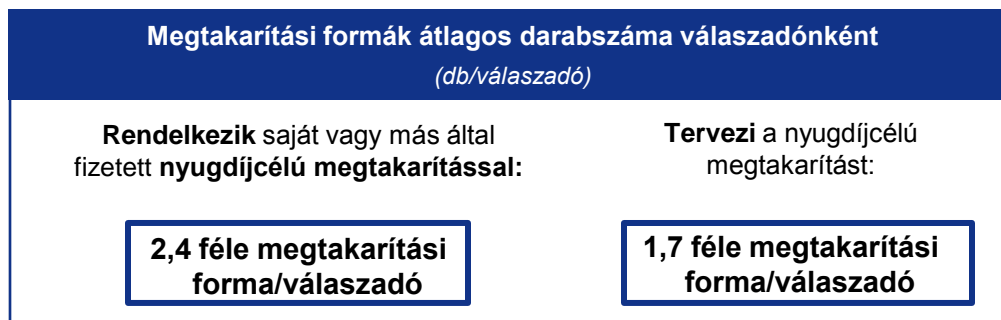 Megtakarítási formák átlagos darabszáma válaszadónként
(db/válaszadó)
Rendelkezik saját vagy más által
fizetett nyugdíjcélú megtakarítással:
2,4 féle megtakarítási
forma/válaszadó
Tervezi a nyugdíjcélú
megtakarítást:
1,7 féle megtakarítási
forma/válaszadó